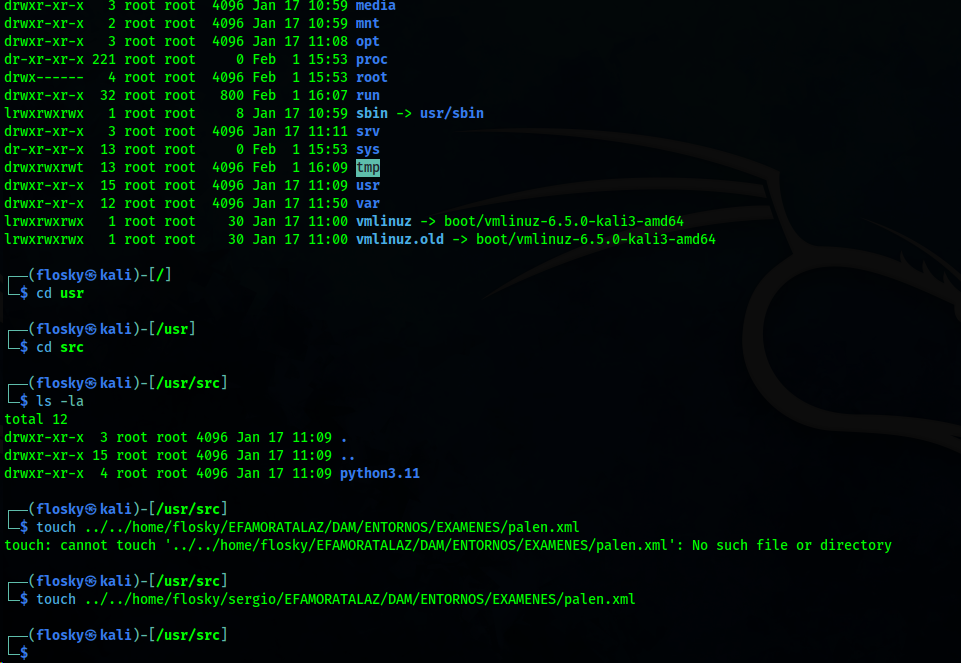 drwxr-xr-x   3 root root  4096 Jan 17 10:59 media
drwxr-xr-x   2 root root  4096 Jan 17 10:59 mnt
drwxr-xr-x   3 root root  4096 Jan 17 11:08 opt
dr-xr-xr-x 221 root root     0 Feb  1 15:53 proc
drwx------   4 root root  4096 Feb  1 15:53 root
drwxr-xr-x  32 root root   800 Feb  1 16:07 run
lrwxrwxrwx   1 root root     8 Jan 17 10:59 sbin -> usr/sbin
drwxr-xr-x   3 root root  4096 Jan 17 11:11 srv
dr-xr-xr-x  13 root root     0 Feb  1 15:53 sys
drwxrwxrwt  13 root root  4096 Feb  1 16:09 tmp
drwxr-xr-x  15 root root  4096 Jan 17 11:09 usr
drwxr-xr-x  12 root root  4096 Jan 17 11:50 var
lrwxrwxrwx   1 root root    30 Jan 17 11:00 vmlinuz -> boot/vmlinuz-6.5.0-kali3-amd64
lrwxrwxrwx   1 root root    30 Jan 17 11:00 vmlinuz.old -> boot/vmlinuz-6.5.0-kali3-amd64
┌──(flosky㉿kali)-[/]
└─$ cd usr
┌──(flosky㉿kali)-[/usr]
└─$ cd src
┌──(flosky㉿kali)-[/usr/src]
└─$ ls -la
total 12
drwxr-xr-x  3 root root 4096 Jan 17 11:09 .
drwxr-xr-x 15 root root 4096 Jan 17 11:09 ..
drwxr-xr-x  4 root root 4096 Jan 17 11:09 python3.11
┌──(flosky㉿kali)-[/usr/src]
└─$ touch ../../home/flosky/EFAMORATALAZ/DAM/ENTORNOS/EXAMENES/palen.xml
touch: cannot touch '../../home/flosky/EFAMORATALAZ/DAM/ENTORNOS/EXAMENES/palen.xml': No such file or directory
┌──(flosky㉿kali)-[/usr/src]
└─$ touch ../../home/flosky/sergio/EFAMORATALAZ/DAM/ENTORNOS/EXAMENES/palen.xml
┌──(flosky㉿kali)-[/usr/src]
└─$